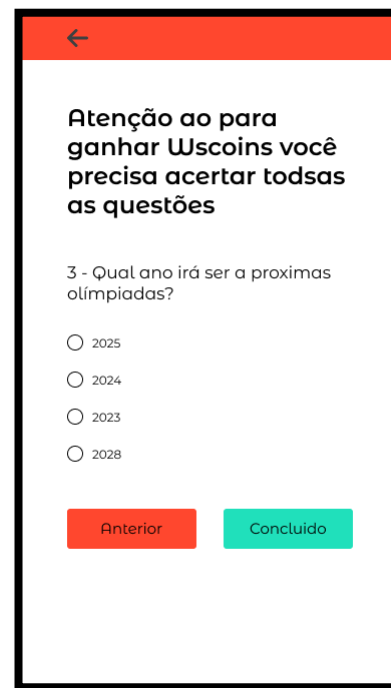 Atenção ao para
ganhar Wscoins você
precisa acertar todsas
as questões
3 - Qual ano irá ser a proximas
olímpiadas?
2025
2024
2023
2028
Anterior
Concluido